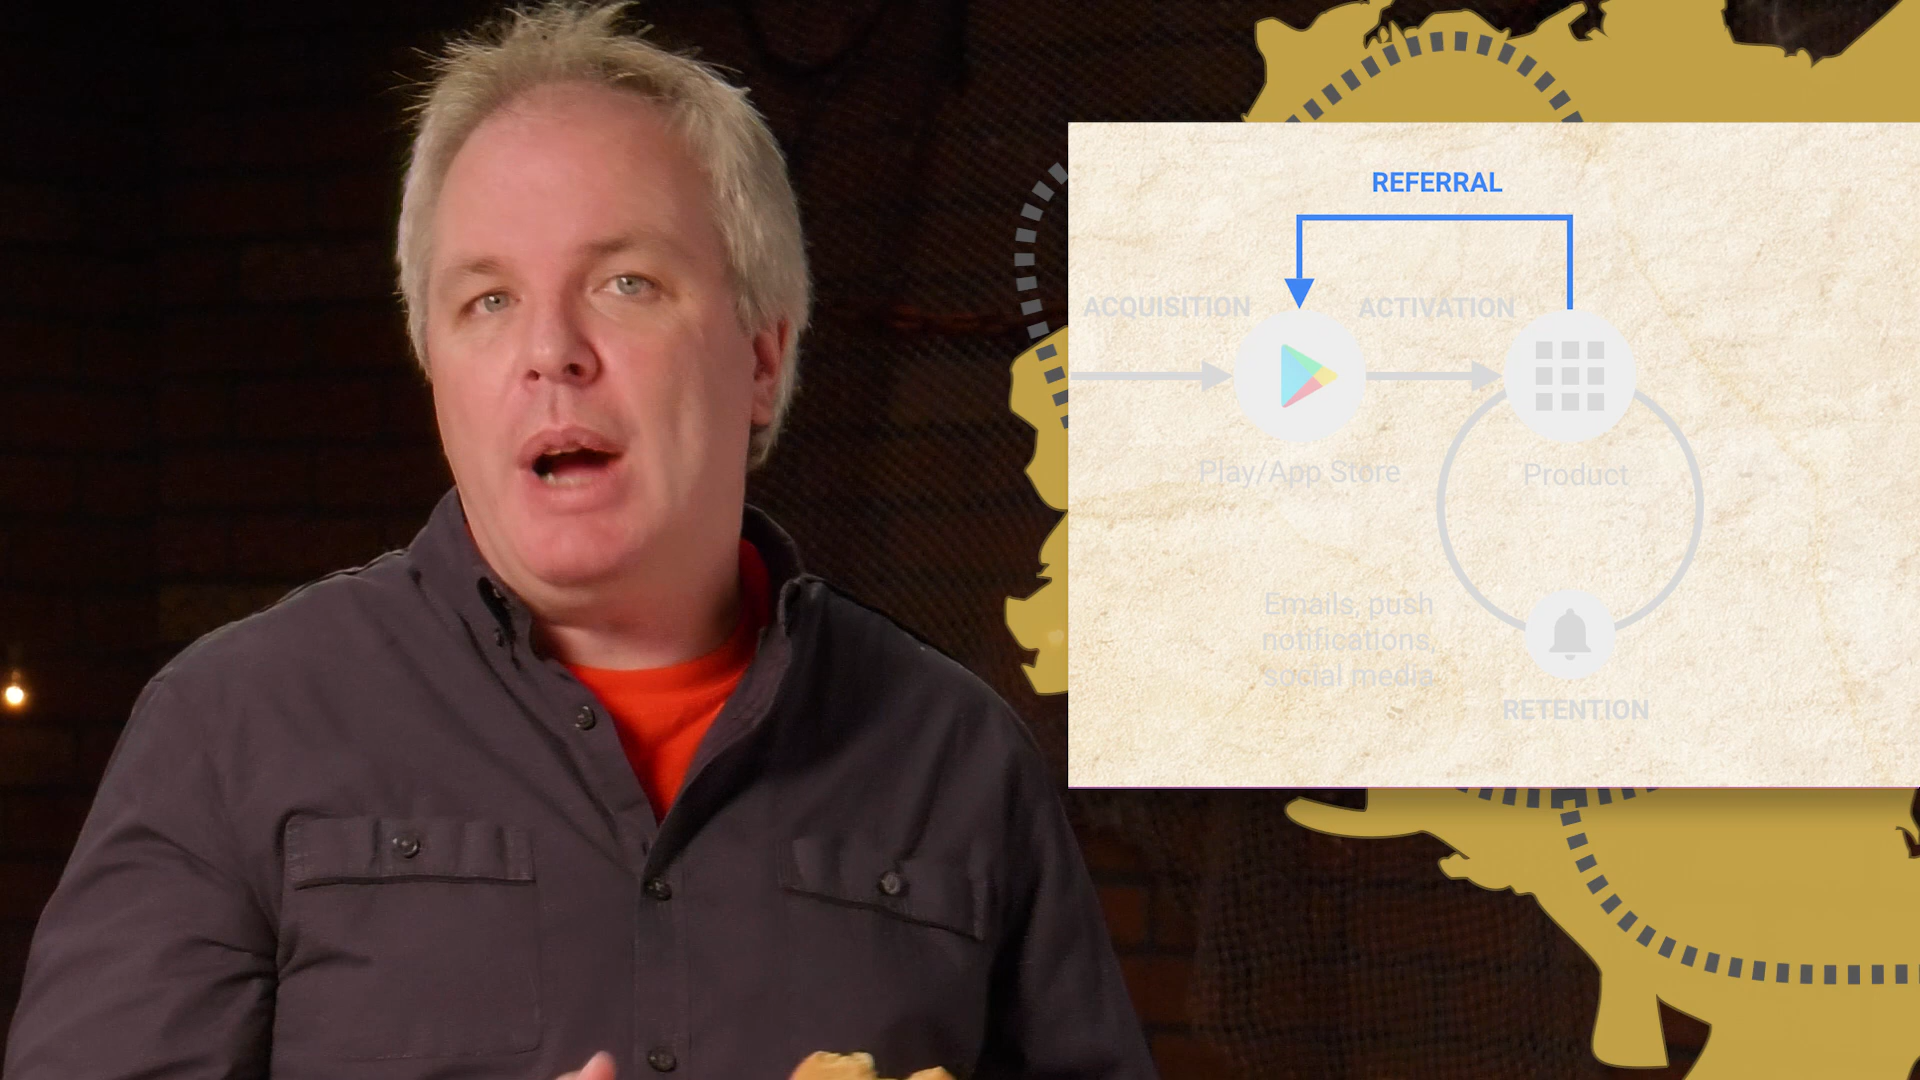 REFERRAL
ACQUISITION
ACTIVATION
Play/App Store
Product
Emails, push
notifications,
social media
RETENTION